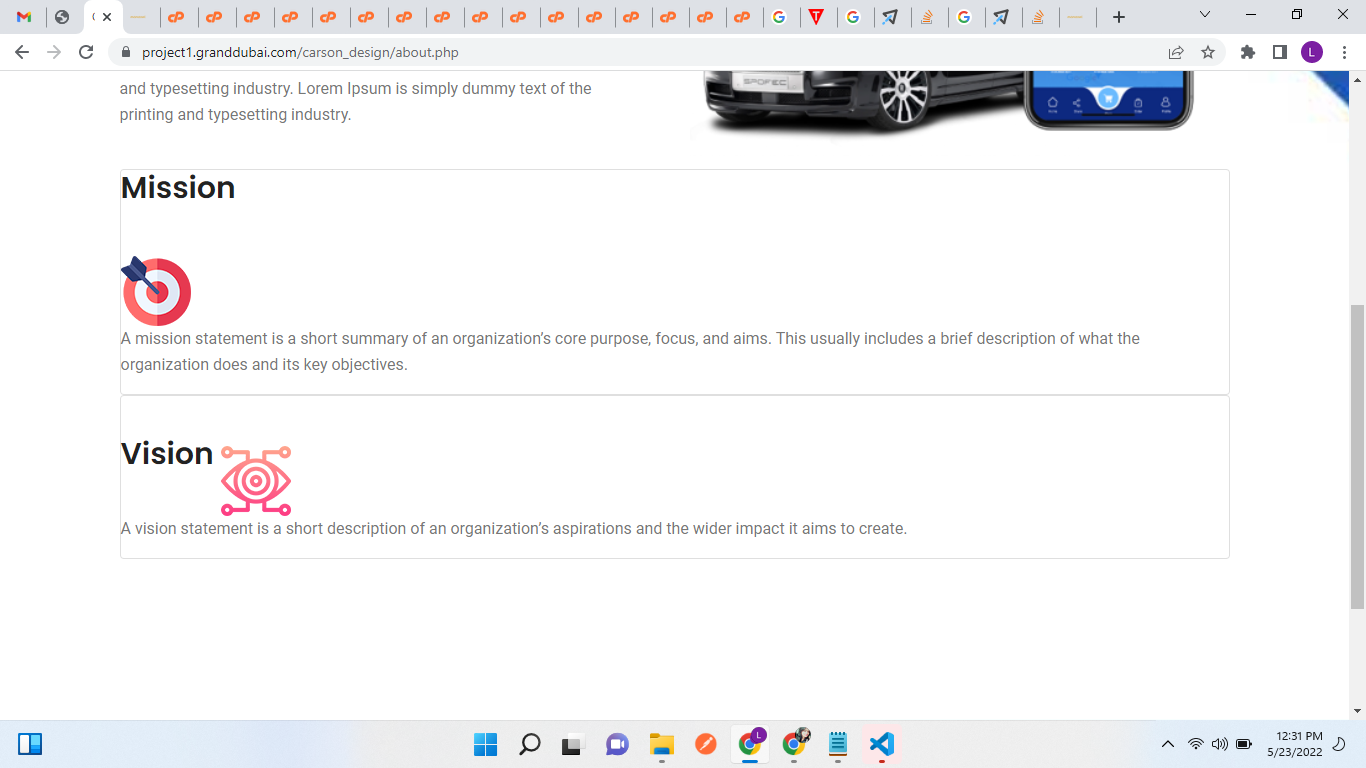 project1.granddubai.com/carson_design/about.php
L
and typesetting industry. Lorem Ipsum is simply dummy text of the
printing and typesetting industry.
SPOFEC
Mission
A mission statement is a short summary of an organization’s core purpose, focus, and aims. This usually includes a brief description of what the
organization does and its key objectives.
Vision
A vision statement is a short description of an organization’s aspirations and the wider impact it aims to create.
L
12:31 PM
5/23/2022